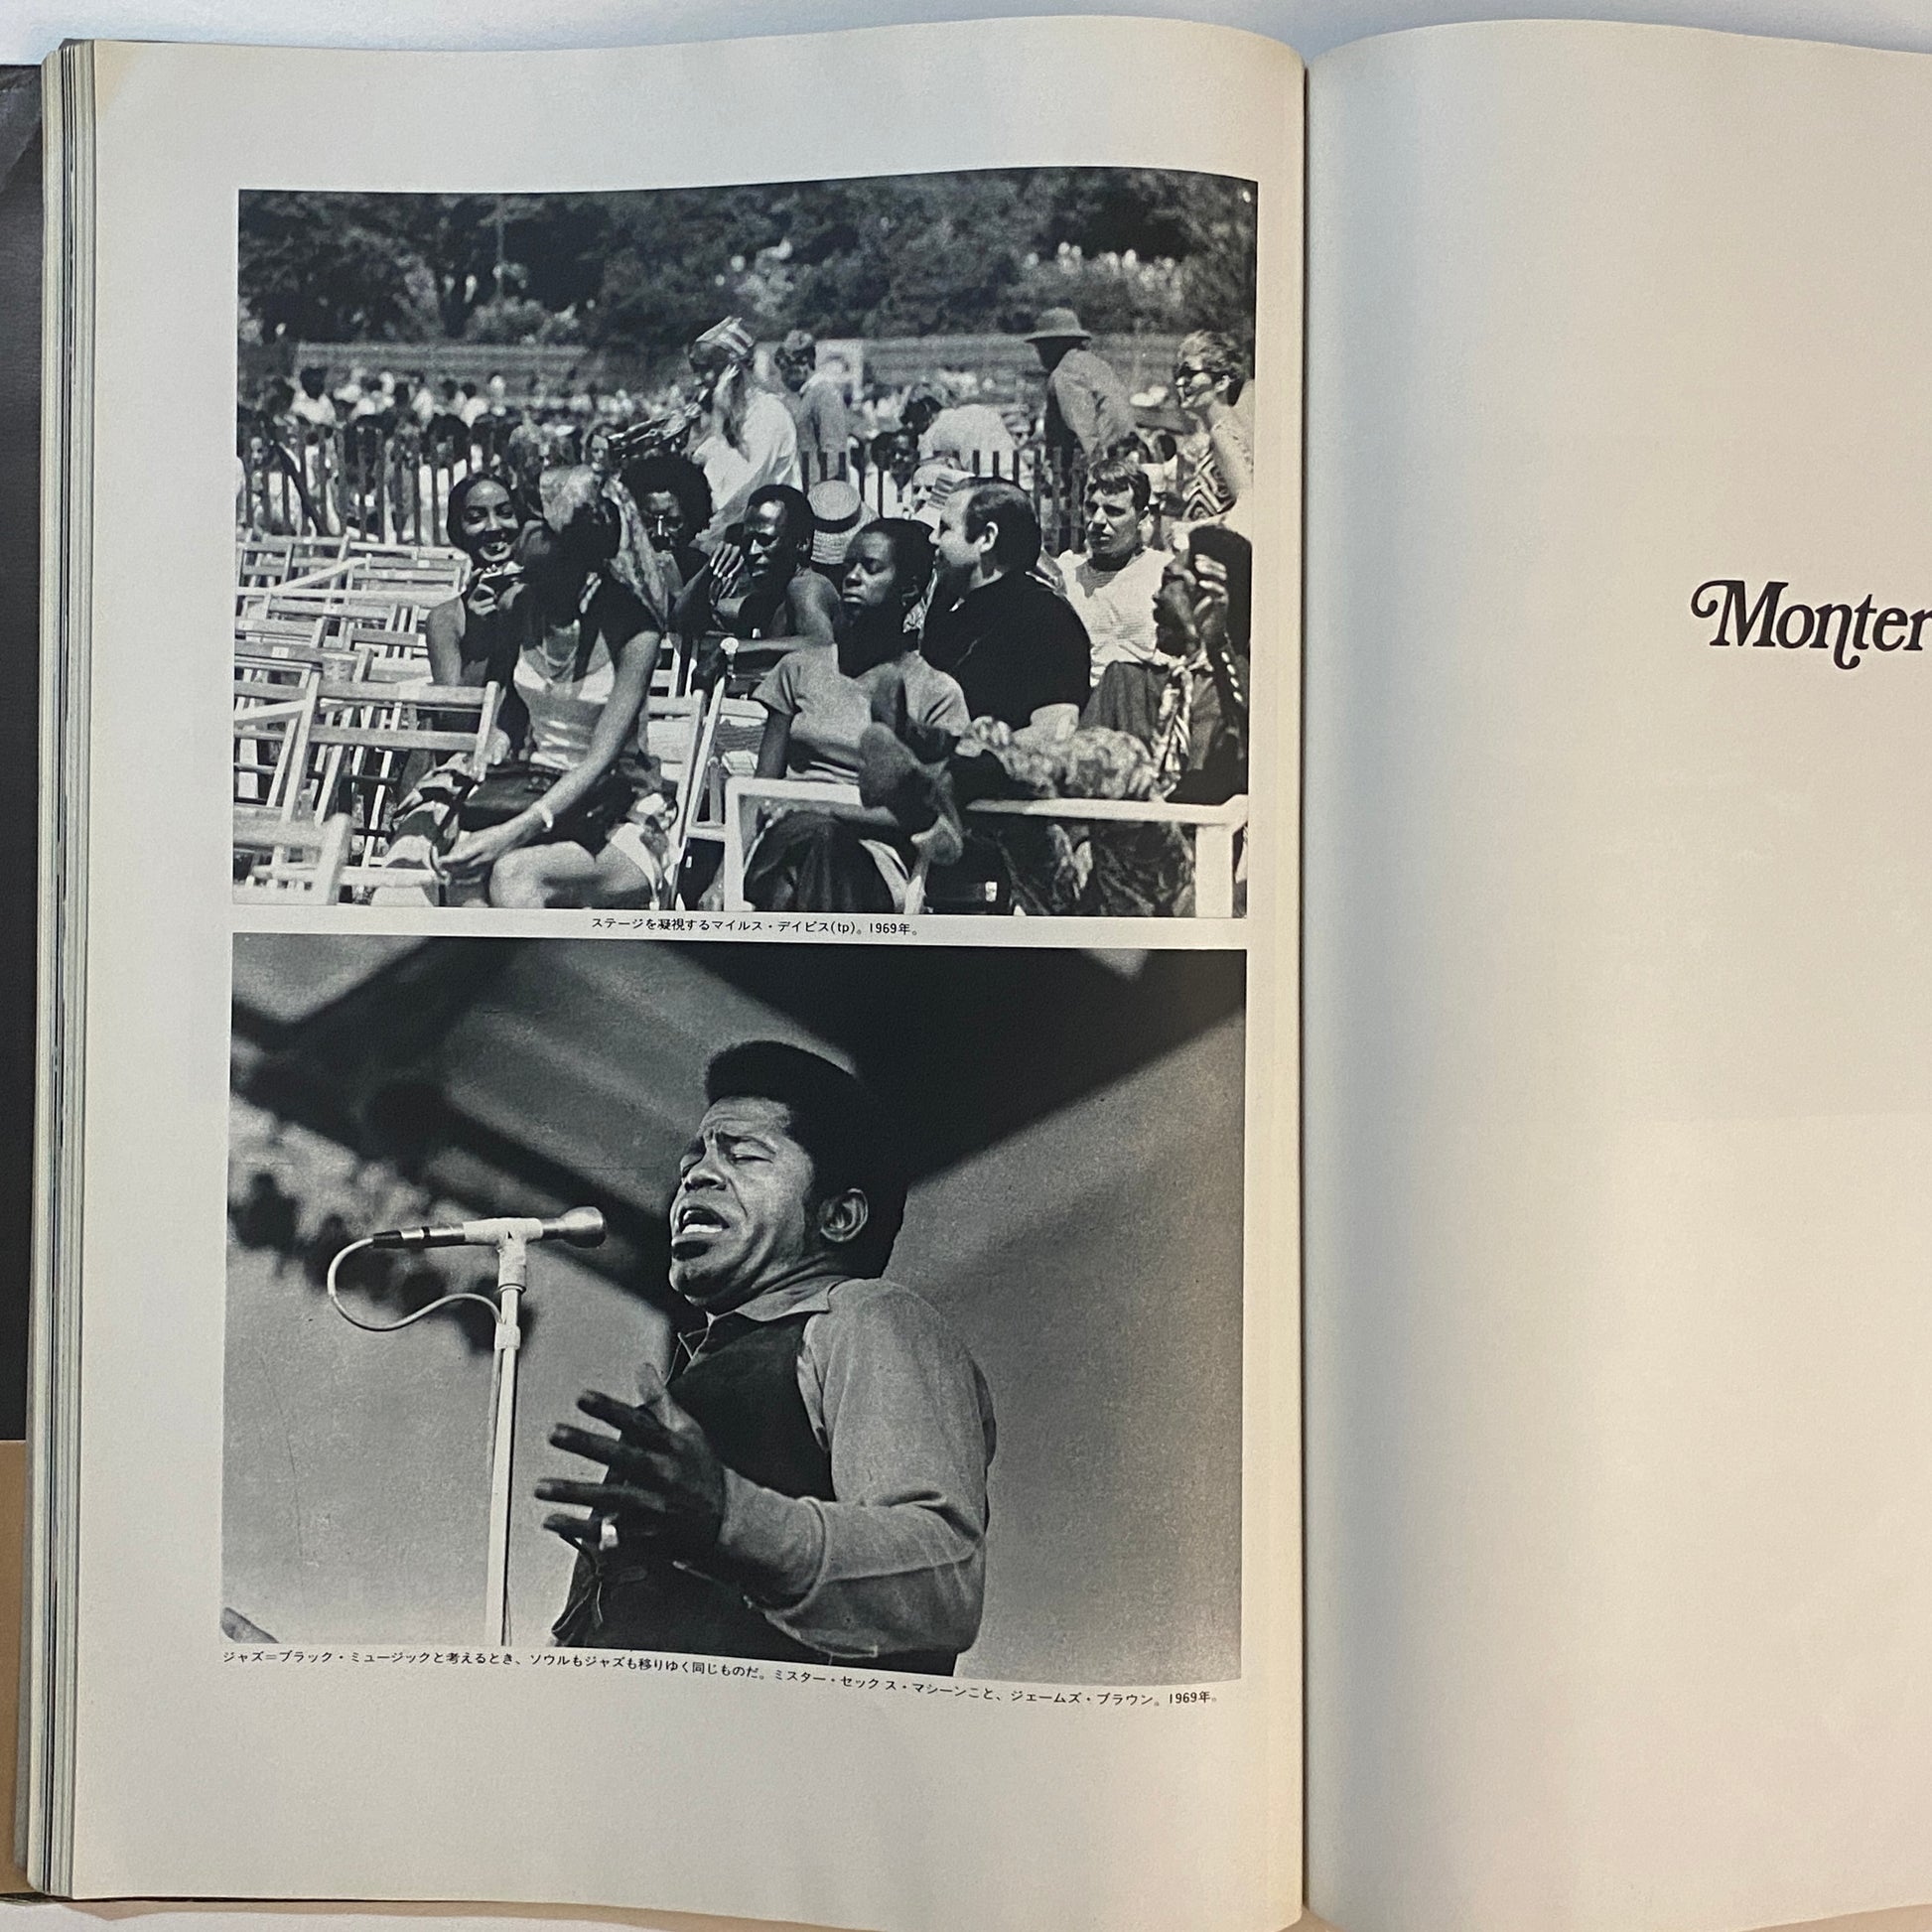 ステージを凝視するマイルス・デイビス(tp)。1969年。
ジャズ=ブラック・ミュージックと考えるとき、ソウルもジャズも移りゆく同じものだ。ミスター・セックス・マシーンこと、ジェームズ・ブラウン。1969年。
Monter